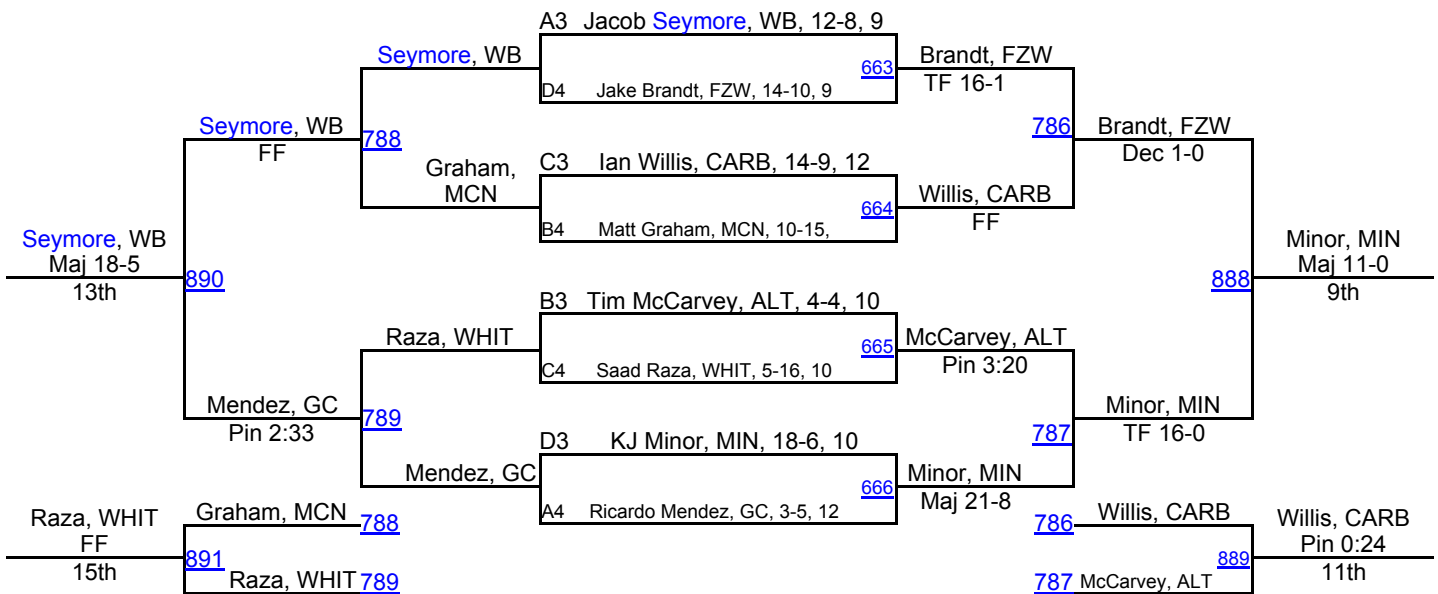 A3 Jacob Seymore, WB, 12-8, 9
Seymore, WB
663
Brandt, FZW
TF 16-1
D4 Jake Brandt, FZW, 14-10, 9
Seymore, WB
FF
788
786
Brandt, FZW
Dec 1-0
C3 Ian Willis, CARB, 14-9, 12
Graham,
MCN
664
Willis, CARB
FF
B4 Matt Graham, MCN, 10-15,
Seymore, WB
Maj 18-5
13th
890
888
Minor, MIN
Maj 11-0
9th
B3 Tim McCarvey, ALT, 4-4, 10
Raza, WHIT
665
McCarvey, ALT
Pin 3:20
C4 Saad Raza, WHIT, 5-16, 10
Mendez, GC
Pin 2:33
789
787
Minor, MIN
TF 16-0
D3 KJ Minor, MIN, 18-6, 10
Mendez, GC
666
Minor, MIN
Maj 21-8
A4 Ricardo Mendez, GC, 3-5, 12
Raza, WHIT
FF
15th
Graham, MCN 788
891
Raza, WHIT 789
786 Willis, CARB
889
787 McCarvey, ALT
Willis, CARB
Pin 0:24
11th